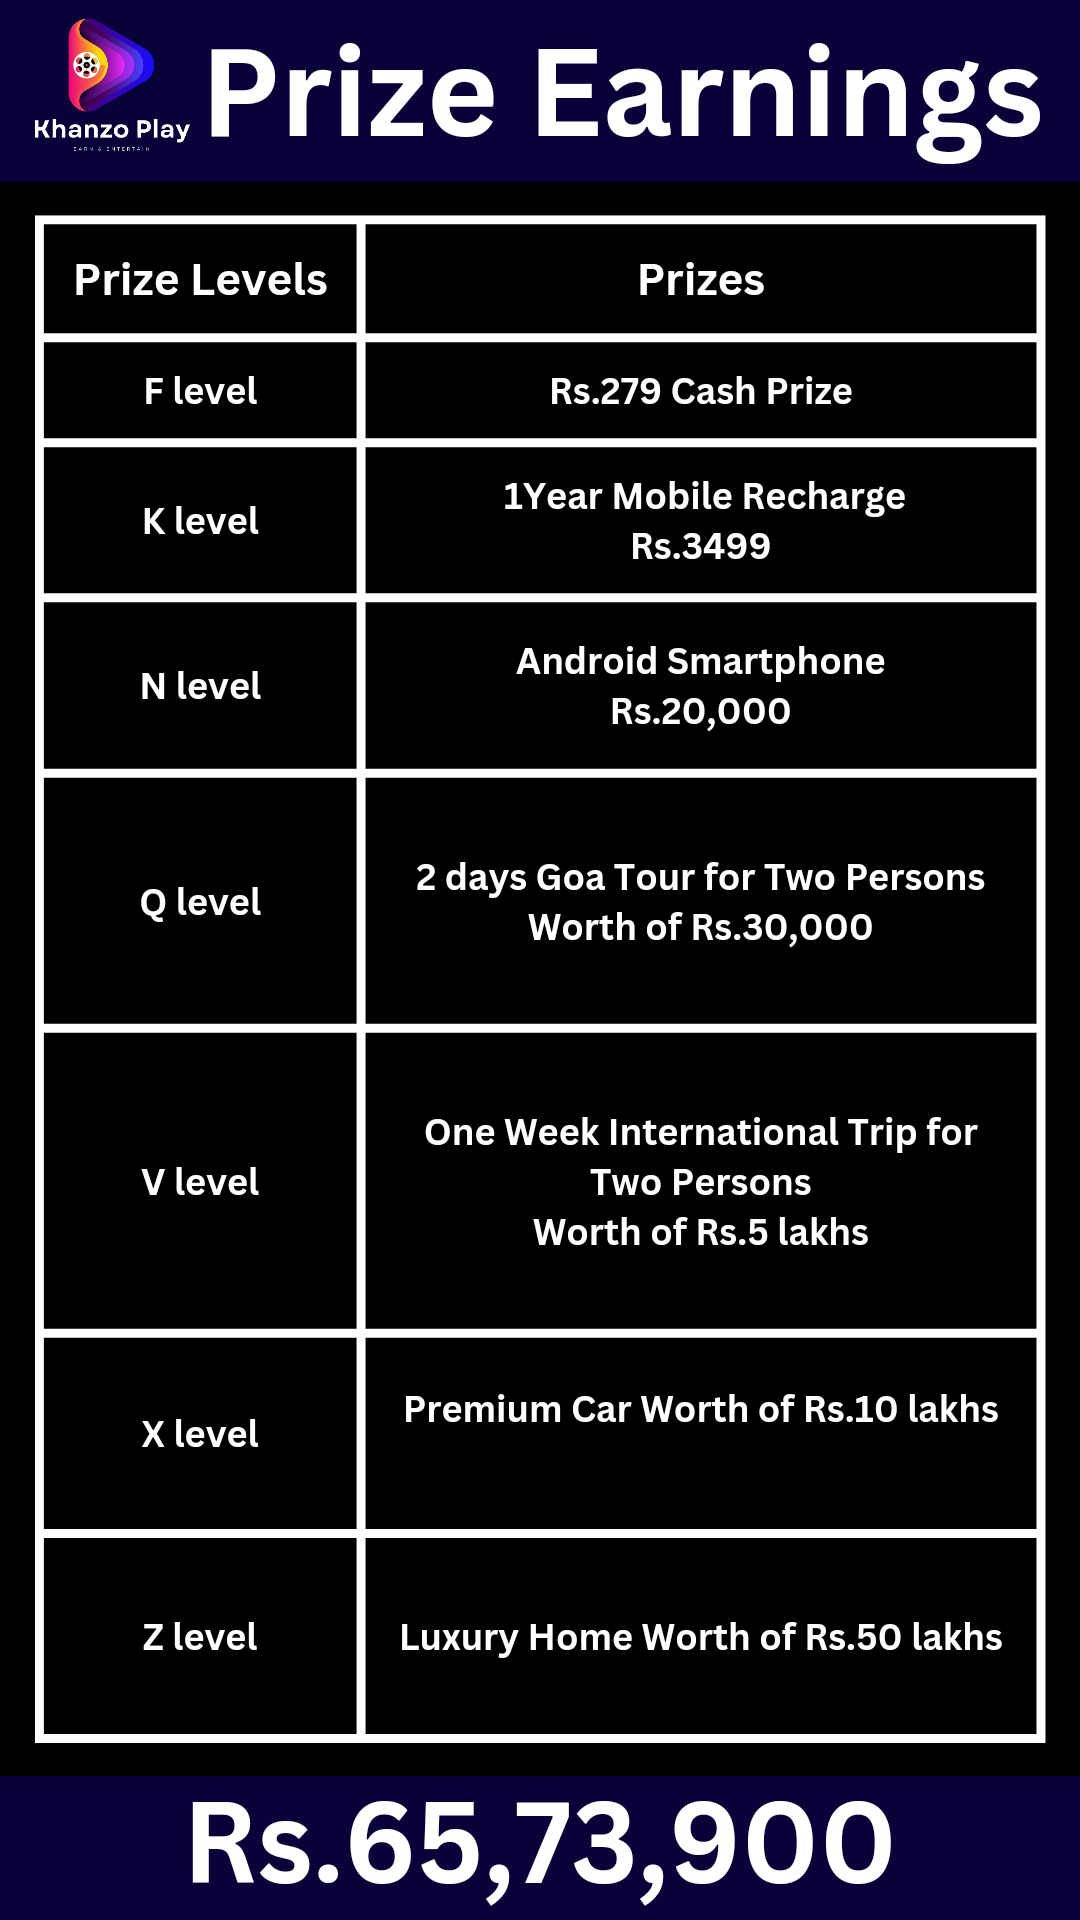 Khanzo Play
EARN & ENTERTAIN
Prize Earnings
Prize Levels
Prizes
F level
Rs.279 Cash Prize
K level
1Year Mobile Recharge
Rs.3499
N level
Android Smartphone
Rs.20,000
Q level
2 days Goa Tour for Two Persons
Worth of Rs.30,000
V level
One Week International Trip for
Two Persons
Worth of Rs.5 lakhs
X level
Premium Car Worth of Rs.10 lakhs
Z level
Luxury Home Worth of Rs.50 lakhs
Rs.65,73,900